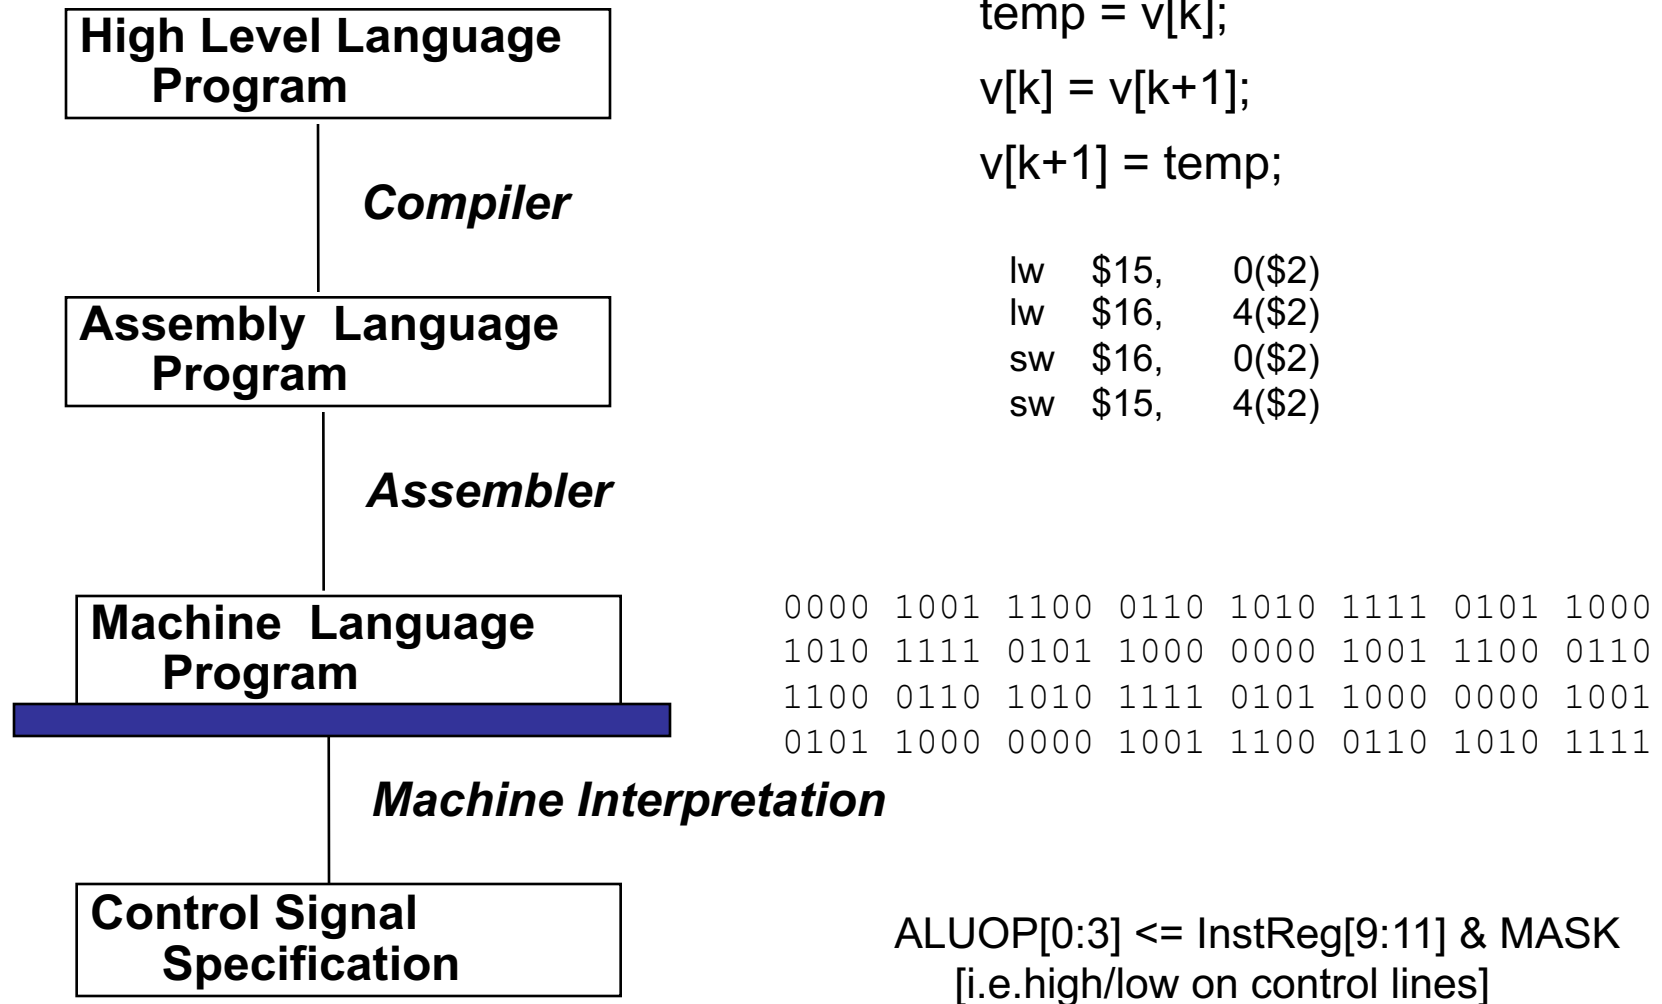 High Level Language
Program
temp = v[k];
v[k] = v[k+1];
v[k+1] = temp;
Compiler
Assembly Language
Program
lw $15, 0($2)
lw $16, 4($2)
sw $16, 0($2)
sw $15, 4($2)
Assembler
Machine Language
Program
0000 1001 1100 0110 1010 1111 0101 1000
1010 1111 0101 1000 0000 1001 1100 0110
1100 0110 1010 1111 0101 1000 0000 1001
0101 1000 0000 1001 1100 0110 1010 1111
Machine Interpretation
Control Signal
Specification
ALUOP[0:3] <= InstReg[9:11] & MASK
[i.e.high/low on control lines]